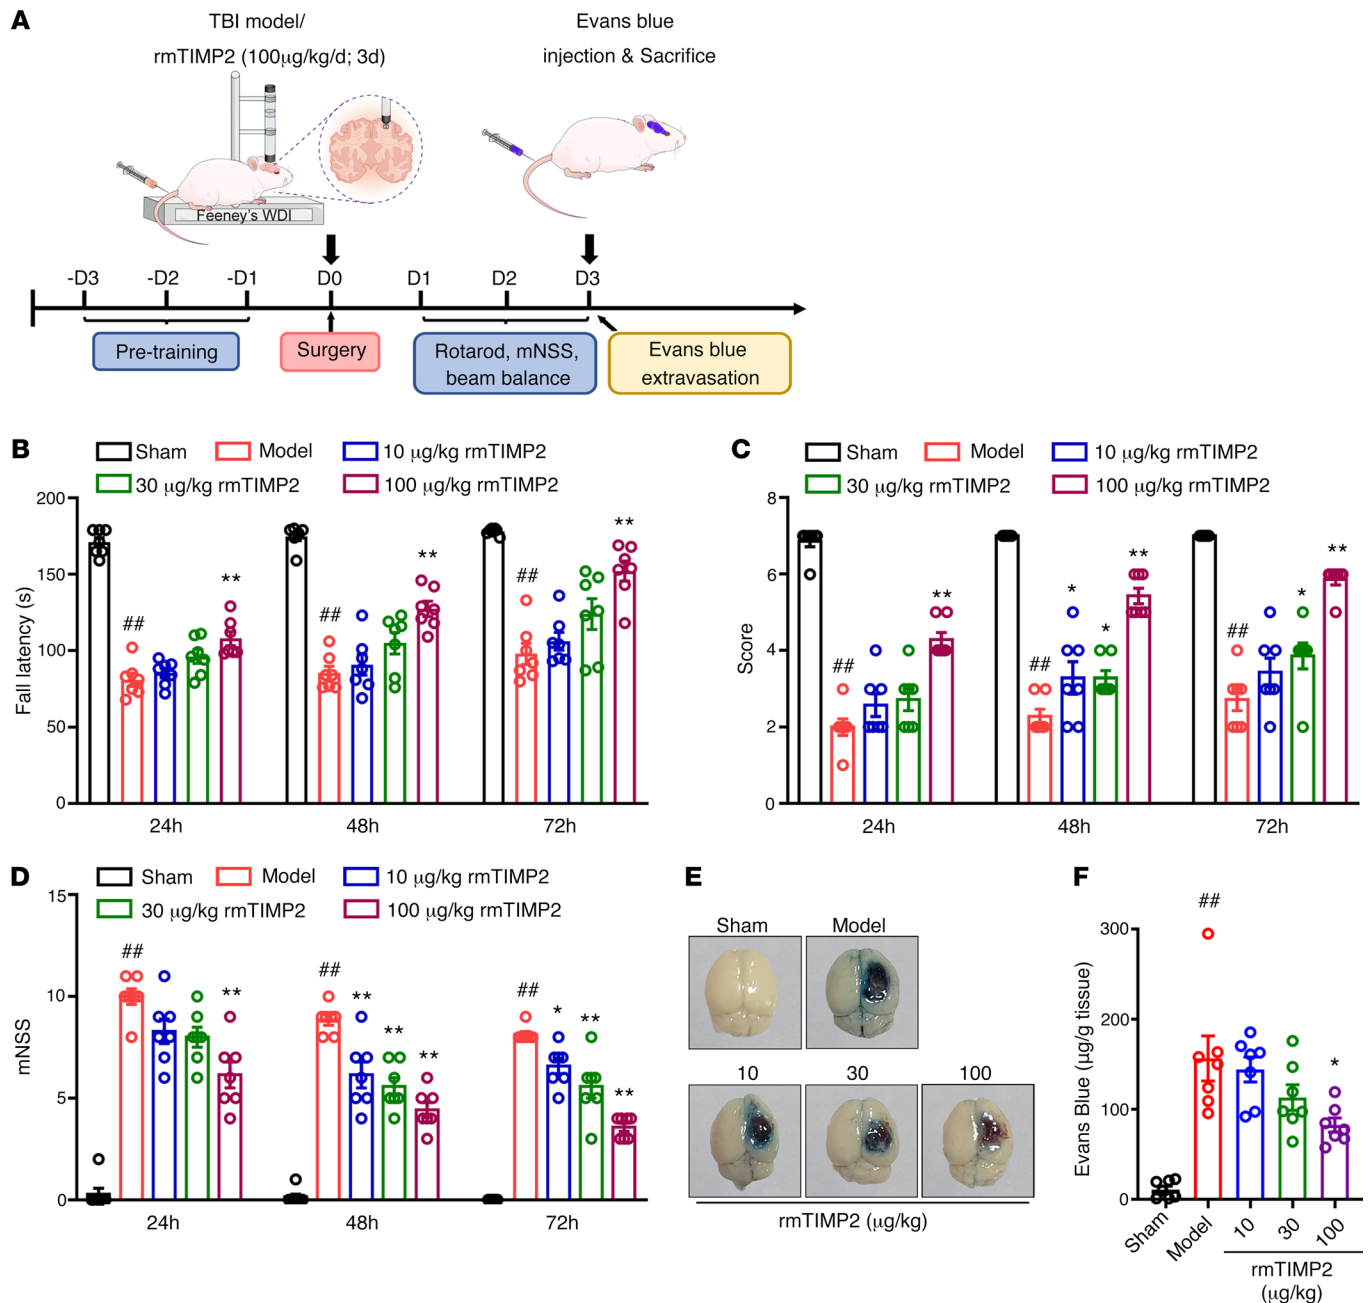 A
TBI model/
rmTIMP2 (100µg/kg/d; 3d)
Evans blue
injection & Sacrifice
Feeney's WDI
-D3 -D2 -D1 D0 D1 D2 D3
Pre-training
Surgery
Rotarod, mNSS,
beam balance
Evans blue
extravasation
B
Sham Model 10 µg/kg rmTIMP2
30 µg/kg rmTIMP2 100 µg/kg rmTIMP2
Fall latency (s)
200
150
100
50
0
## **
## **
## **
24h 48h 72h
C
Sham Model 10 µg/kg rmTIMP2
30 µg/kg rmTIMP2 100 µg/kg rmTIMP2
Score
8
6
4
2
0
## **
## * * **
## * **
24h 48h 72h
D
Sham Model 10 µg/kg rmTIMP2
30 µg/kg rmTIMP2 100 µg/kg rmTIMP2
mNSS
15
10
5
0
## **
## ** ** **
## * ** **
24h 48h 72h
E
Sham Model
10 30 100
rmTIMP2 (µg/kg)
F
Evans Blue (µg/g tissue)
300
200
100
0
##
*
Sham Model 10 30 100
rmTIMP2
(µg/kg)